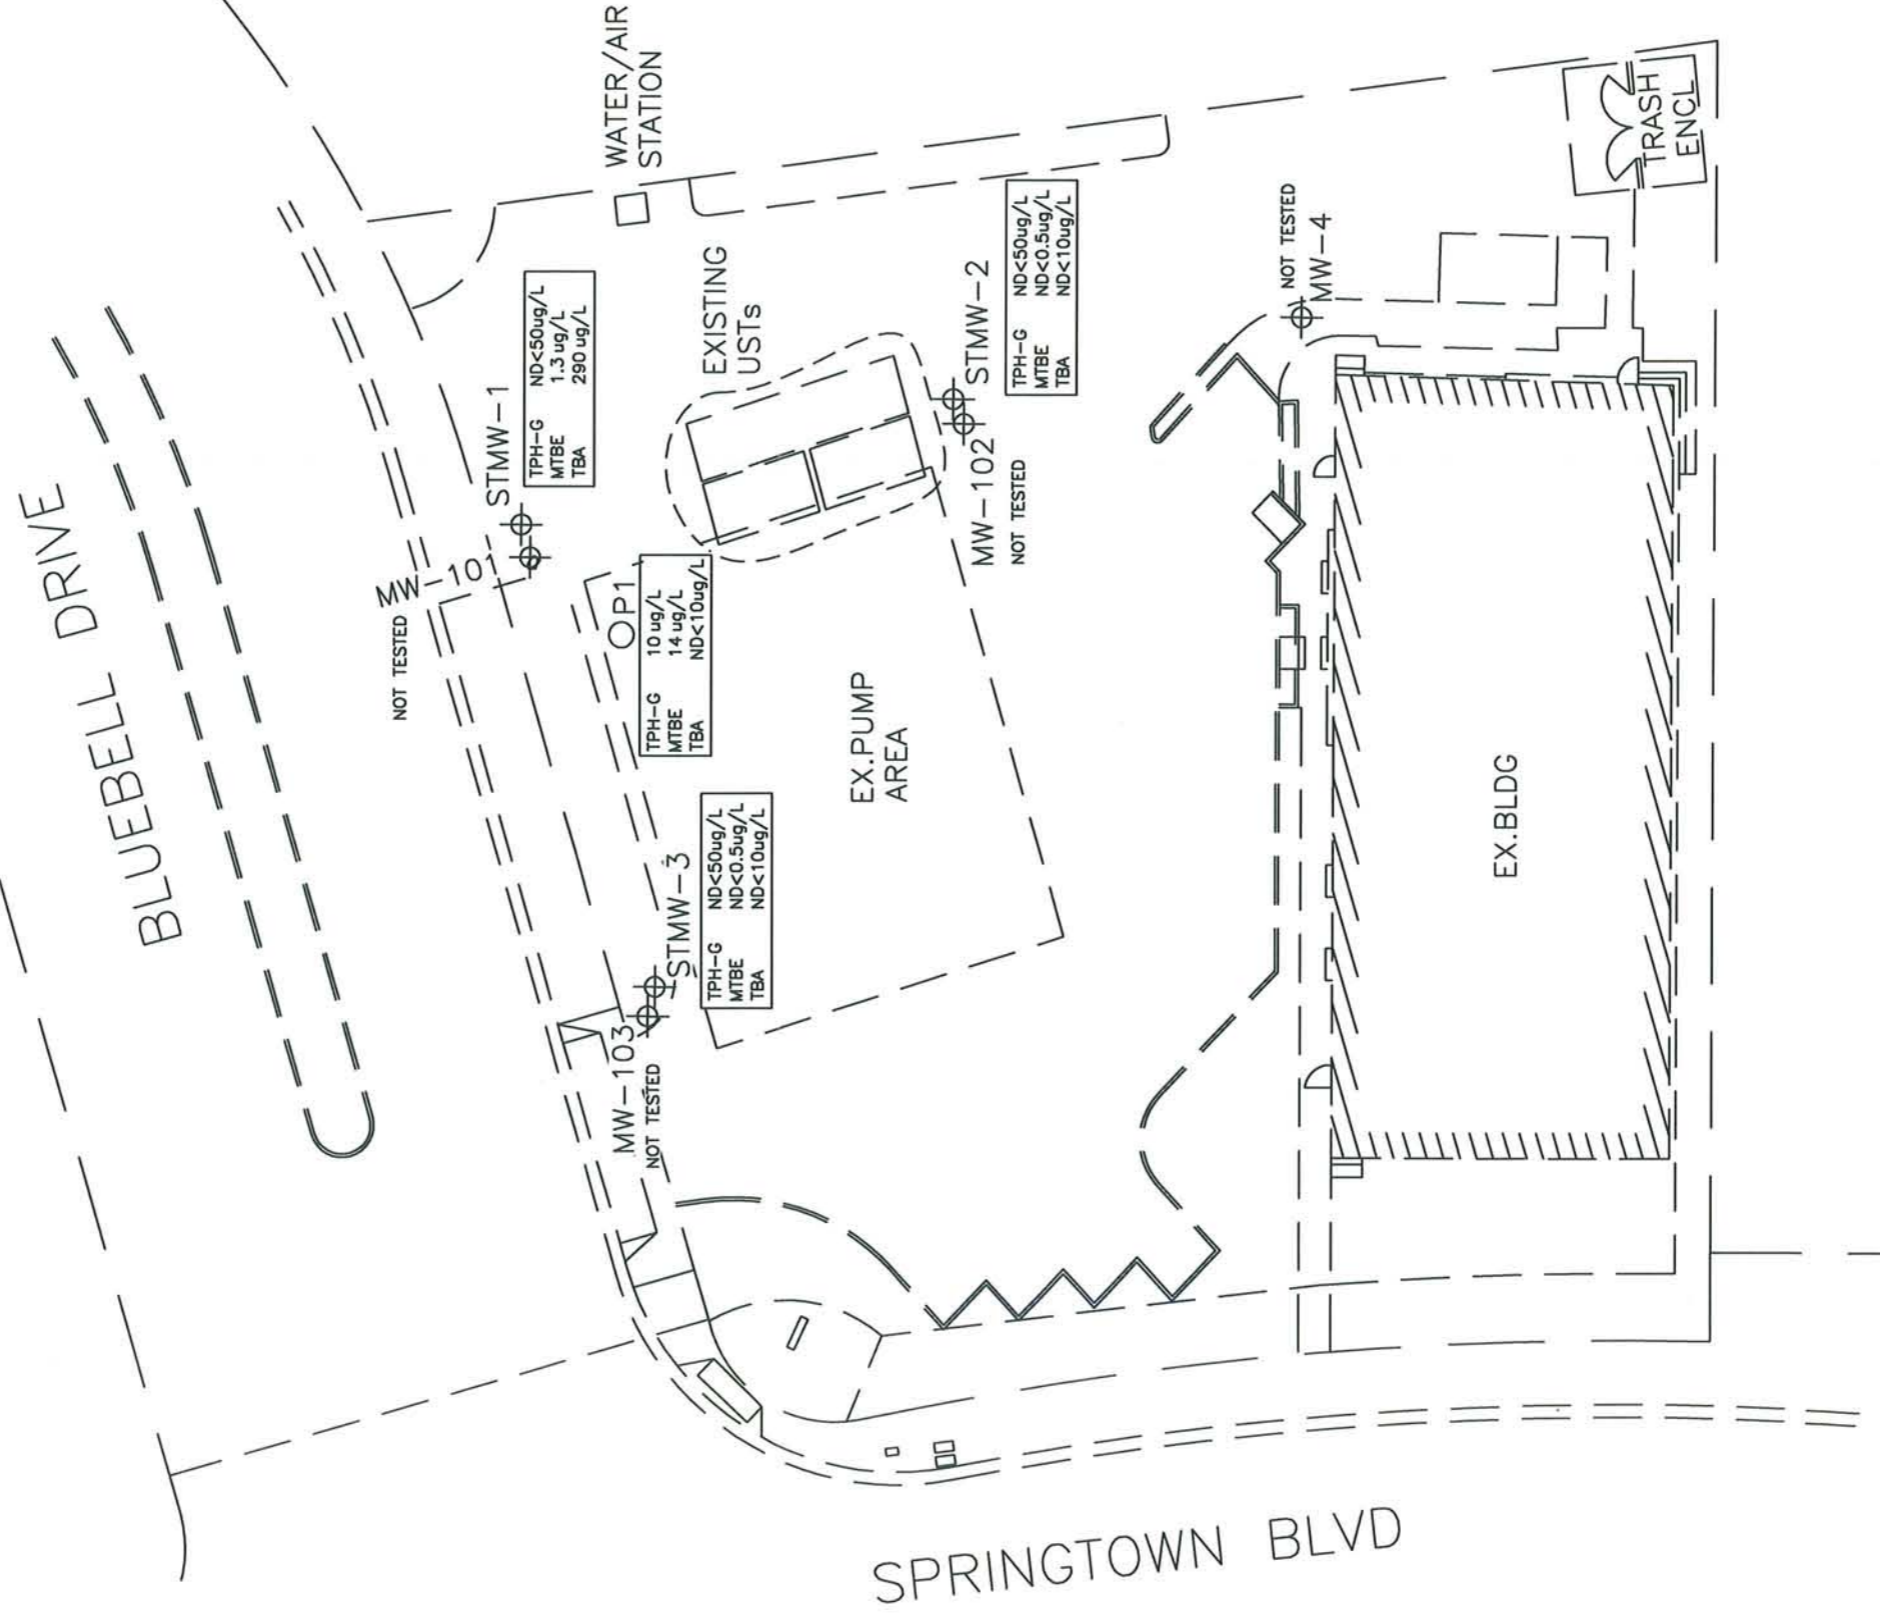 BLUEBELL DRIVE
WATER/AIR
STATION
STMW-1
TPH-G ND<50ug/L
MTBE 1.3 ug/L
TBA 290 ug/L
MW-101
NOT TESTED
EXISTING
USTs
OP1
TPH-G 10 ug/L
MTBE 14 ug/L
TBA ND<10ug/L
STMW-2
TPH-G ND<50ug/L
MTBE ND<0.5ug/L
TBA ND<10ug/L
MW-102
NOT TESTED
NOT TESTED
MW-4
TRASH
ENCL
STMW-3
TPH-G ND<50ug/L
MTBE ND<0.5ug/L
TBA ND<10ug/L
MW-103
NOT TESTED
EX.PUMP
AREA
EX.BLDG
SPRINGTOWN BLVD